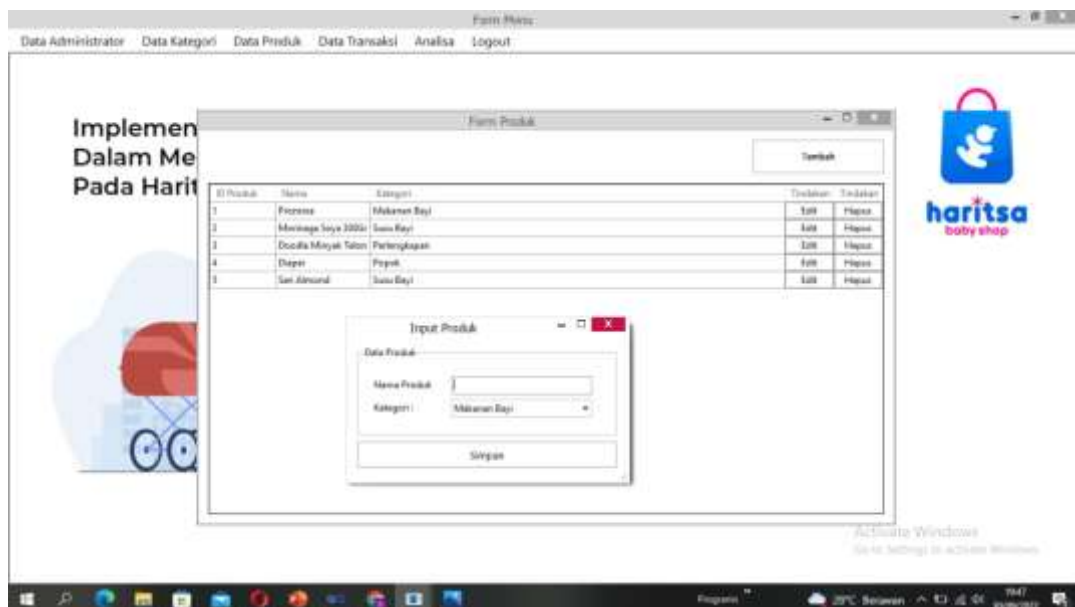 Form Menu
Data Administrator Data Kategori Data Produk Data Transaksi Analisa Logout
Implemen
Dalam Me
Pada Harit
Form Produk
Tambah
ID Produk Nama Kategori Tindakan Tindakan
1 Promina Makanan Bayi Edit Hapus
2 Soya Susu Bayi Edit Hapus
3 Minyak Telon Perlengkapan Edit Hapus
4 Diaper Popok Edit Hapus
5 Sari Almond Susu Bayi Edit Hapus
haritsa
baby shop
Input Produk
Data Produk
Nama Produk
Kategori :
Makanan Bayi
Simpan
Activate Windows
Go to Settings to activate Windows.
29°C Berawan